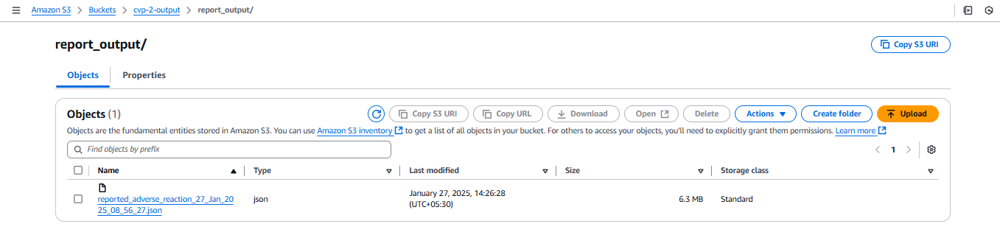 Amazon S3 > Buckets > cvp-2-output > report_output/
report_output/
Copy S3 URI
Objects
Properties
Objects (1)
Copy S3 URI
Copy URL
Download
Open
Delete
Actions
Create folder
Upload
Objects are the fundamental entities stored in Amazon S3. You can use Amazon S3 inventory to get a list of all objects in your bucket. For others to access your objects, you'll need to explicitly grant them permissions. Learn more
Find objects by prefix
1
Name
Type
Last modified
Size
Storage class
reported_adverse_reaction_27_Jan_20
25_08_56_27.json
json
January 27, 2025, 14:26:28
(UTC+05:30)
6.3 MB
Standard